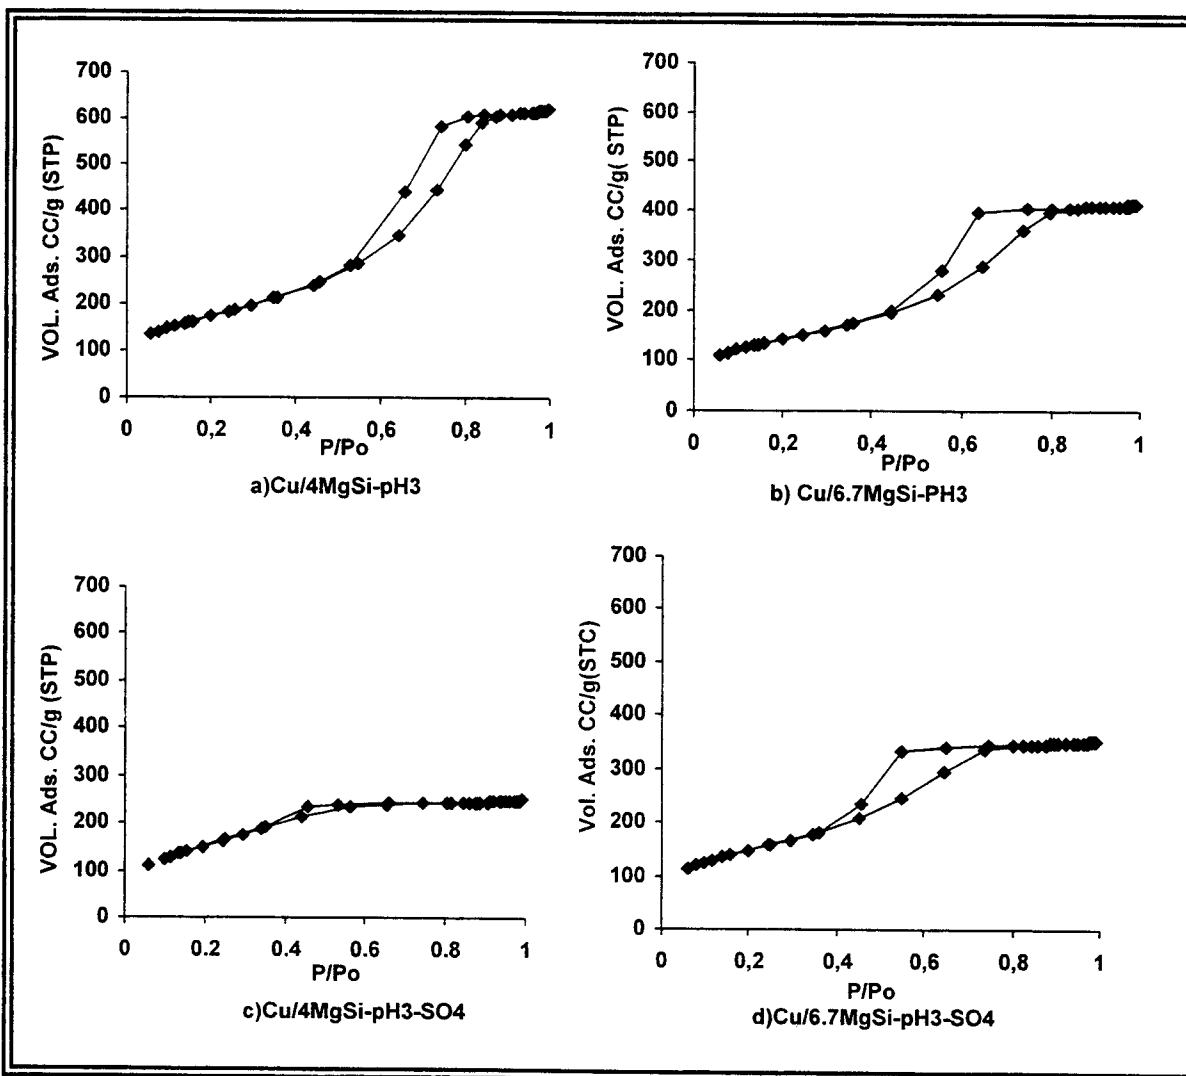 VOL. Ads. CC/g (STP)
700
600
500
400
300
200
100
0
0 0,2 0,4 0,6 0,8 1
P/Po
a)Cu/4MgSi-pH3
VOL. Ads. CC/g( STP)
700
600
500
400
300
200
100
0
0 0,2 0,4 0,6 0,8 1
P/Po
b) Cu/6.7MgSi-PH3
VOL. Ads. CC/g (STP)
700
600
500
400
300
200
100
0
0 0.2 0.4 0.6 0.8 1
P/Po
c)Cu/4MgSi-pH3-SO4
Vol. Ads. CC/g(STC)
700
600
500
400
300
200
100
0
0 0,2 0,4 0,6 0,8 1
P/Po
d)Cu/6.7MgSi-pH3-SO4